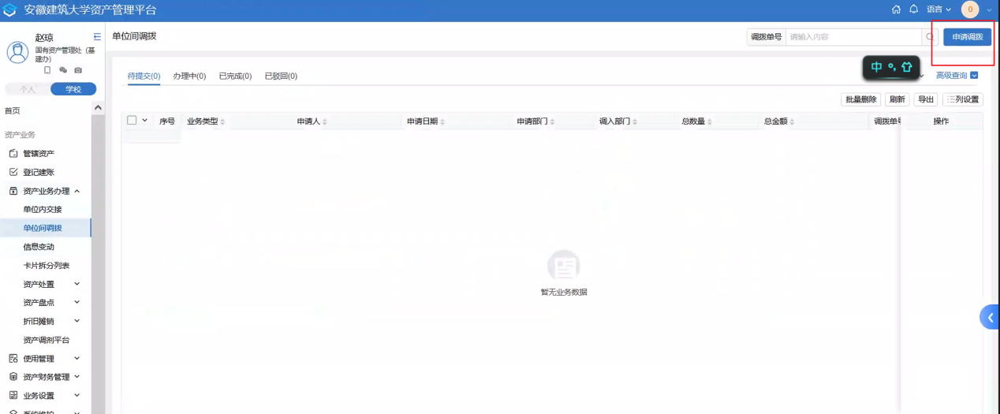 安徽建筑大学资产管理平台
语言
0
赵琼
国有资产管理处（基
建办）
个人
学校
首页
资产业务
管辖资产
登记建账
资产业务办理
单位内交接
单位间调拨
信息变动
卡片拆分列表
资产处置
资产盘点
折旧摊销
资产调剂平台
使用管理
资产财务管理
业务设置
系统维护
单位间调拨
调拨单号 请输入内容 申请调拨
待提交(0) 办理中(0) 已完成(0) 已驳回(0)
中 °,
高级查询
批量删除 刷新 导出 列设置
序号 业务类型 申请人 申请日期 申请部门 调入部门 总数量 总金额 调拨单号 操作
暂无业务数据